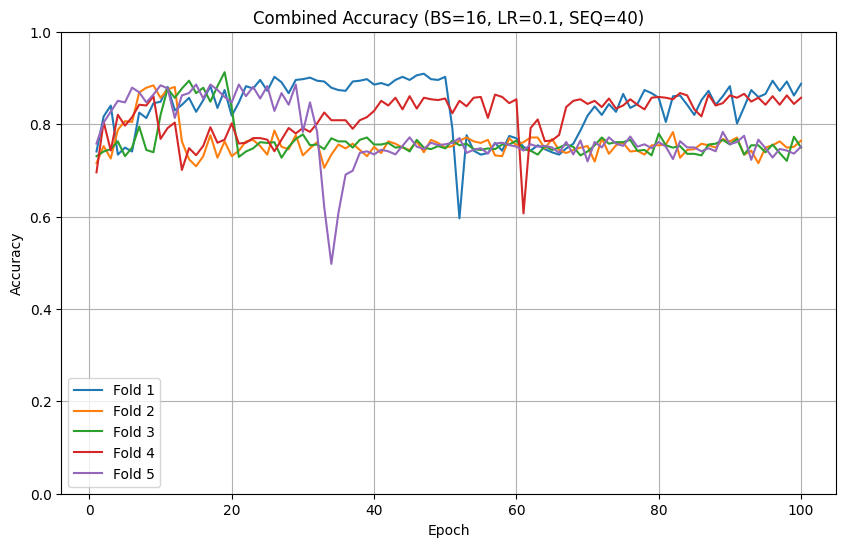 Combined Accuracy (BS=16, LR=0.1, SEQ=40)
1.0
0.8
0.6
0.4
0.2
0.0
Accuracy
Fold 1
Fold 2
Fold 3
Fold 4
Fold 5
0 20 40 60 80 100
Epoch